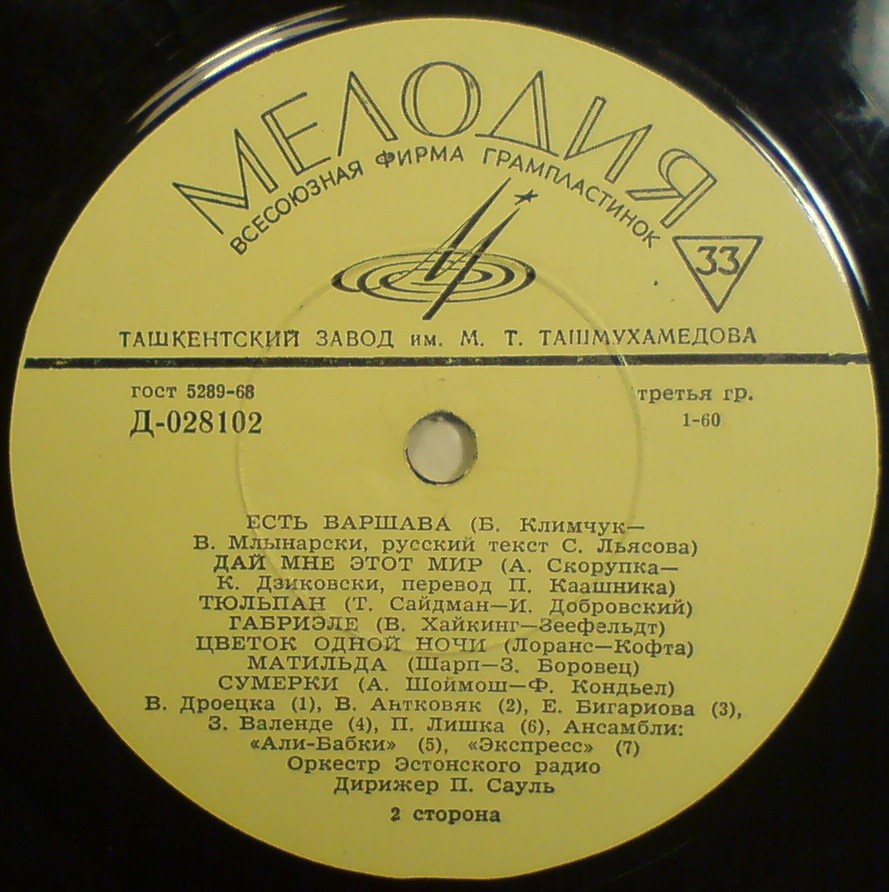 МЕЛОДИЯ
ВСЕСОЮЗНАЯ ФИРМА ГРАМПЛАСТИНОК
33
ТАШКЕНТСКИЙ ЗАВОД им. М. Т. ТАШМУХАМЕДОВА
гост 5289-68
третья гр.
Д-028102
1-60
ЕСТЬ ВАРШАВА (Б. Климчук—
В. Млынарски, русский текст С. Льясова)
ДАЙ МНЕ ЭТОТ МИР (А. Скорупка—
К. Дзиковски, перевод П. Каашника)
ТЮЛЬПАН (Т. Сайдман—И. Добровский)
ГАБРИЭЛЕ (В. Хайкинг—Зеефельдт)
ЦВЕТОК ОДНОЙ НОЧИ (Лоранс—Кофта)
МАТИЛЬДА (Шарп—З. Боровец)
СУМЕРКИ (А. Шоймош—Ф. Кондьел)
В. Дроецка (1), В. Антковяк (2), Е. Бигариова (3),
З. Валенде (4), П. Лишка (6), Ансамбли:
«Али-Бабки» (5), «Экспресс» (7)
Оркестр Эстонского радио
Дирижер П. Сауль
2 сторона